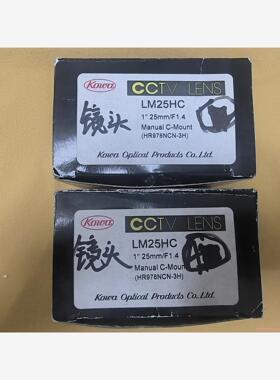 Kowa
CCTV LENS
LM25HC
1" 25mm/F1.4
Manual C-Mount
(HR978NCN-3H)
镜头
Kowa Optical Products Co.,Ltd.
Kowa
CCTV LENS
LM25HC
1" 25mm/F1.4
Manual C-Mount
(HR978NCN-3H)
镜头
Kowa Optical Products Co.,Ltd.